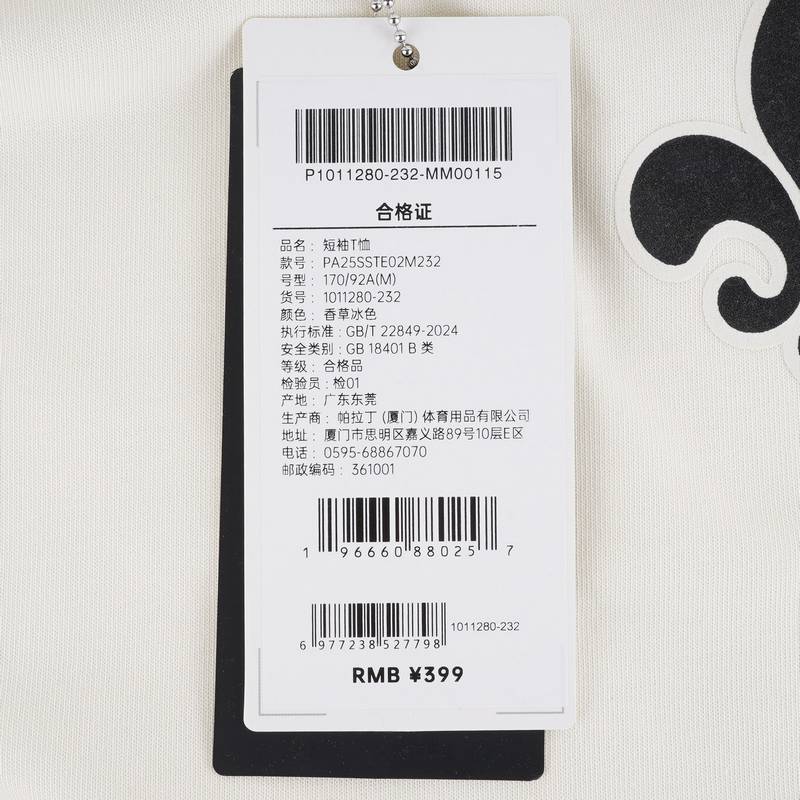 P1011280-232-MM00115
合格证
品名： 短袖T恤
款号： PA25SSTE02M232
号型： 170/92A(M)
货号： 1011280-232
颜色： 香草冰色
执行标准：GB/T 22849-2024
安全类别：GB 18401 B 类
等级： 合格品
检验员：检01
产地： 广东东莞
生产商： 帕拉丁 (厦门) 体育用品有限公司
地址： 厦门市思明区嘉义路89号10层E区
电话： 0595-68867070
邮政编码： 361001
1 96660 88025 7
6 977238 527798
1011280-232
RMB ¥399